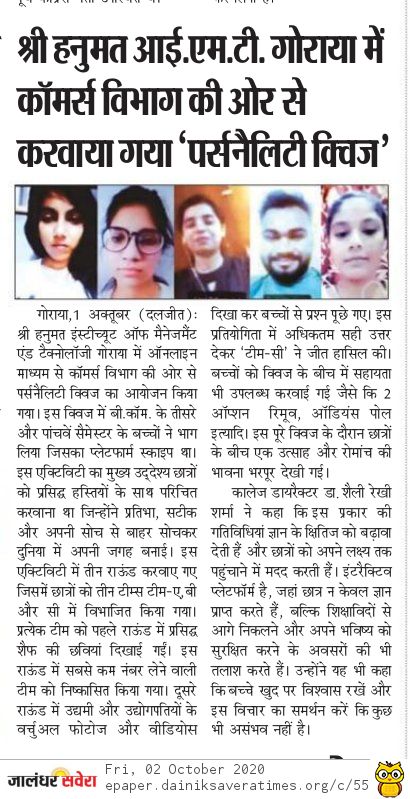 श्री हनुमत आई.एम.टी. गोराया में
कॉमर्स विभाग की ओर से
करवाया गया ‘पर्सनैलिटी क्विज’
गोराया,1 अक्तूबर (दलजीत):
श्री हनुमत इंस्टीच्यूट ऑफ मैनेजमैंट
एंड टैक्नोलॉजी गोराया में ऑनलाइन
माध्यम से कॉमर्स विभाग की ओर से
पर्सनैलिटी क्विज का आयोजन किया
गया। इस क्विज में बी.कॉम. के तीसरे
और पांचवें सैमेस्टर के बच्चों ने भाग
लिया जिसका प्लेटफार्म स्काइप था।
इस एक्टिविटी का मुख्य उद्देश्य छात्रों
को प्रसिद्ध हस्तियों के साथ परिचित
करवाना था जिन्होंने प्रतिभा, सटीक
और अपनी सोच से बाहर सोचकर
दुनिया में अपनी जगह बनाई। इस
एक्टिविटी में तीन राऊंड करवाए गए
जिसमें छात्रों को तीन टीम्स टीम-ए,बी
और सी में विभाजित किया गया।
प्रत्येक टीम को पहले राऊंड में प्रसिद्ध
शैफ की छवियां दिखाई गईं। इस
राऊंड में सबसे कम नंबर लेने वाली
टीम को निष्कासित किया गया। दूसरे
राऊंड में उद्यमी और उद्योगपतियों के
वर्चुअल फोटोज और वीडियोस
दिखा कर बच्चों से प्रश्न पूछे गए। इस
प्रतियोगिता में अधिकतम सही उत्तर
देकर ‘टीम-सी’ ने जीत हासिल की।
बच्चों को क्विज के बीच में सहायता
भी उपलब्ध करवाई गई जैसे कि 2
ऑप्शन रिमूव, ऑडियंस पोल
इत्यादि। इस पूरे क्विज के दौरान छात्रों
के बीच एक उत्साह और रोमांच की
भावना भरपूर देखी गई।
कालेज डायरैक्टर डा. शैली रेखी
शर्मा ने कहा कि इस प्रकार की
गतिविधियां ज्ञान के क्षितिज को बढ़ावा
देती हैं और छात्रों को अपने लक्ष्य तक
पहुंचाने में मदद करती हैं। इंटरैक्टिव
प्लेटफॉर्म है, जहां छात्र न केवल ज्ञान
प्राप्त करते हैं, बल्कि शिक्षाविदों से
आगे निकलने और अपने भविष्य को
सुरक्षित करने के अवसरों की भी
तलाश करते हैं। उन्होंने यह भी कहा
कि बच्चे खुद पर विश्वास रखें और
इस विचार का समर्थन करें कि कुछ
भी असंभव नहीं है।
जालंधर सवेरा
Fri, 02 October 2020
epaper.dainiksaveratimes.org/c/55